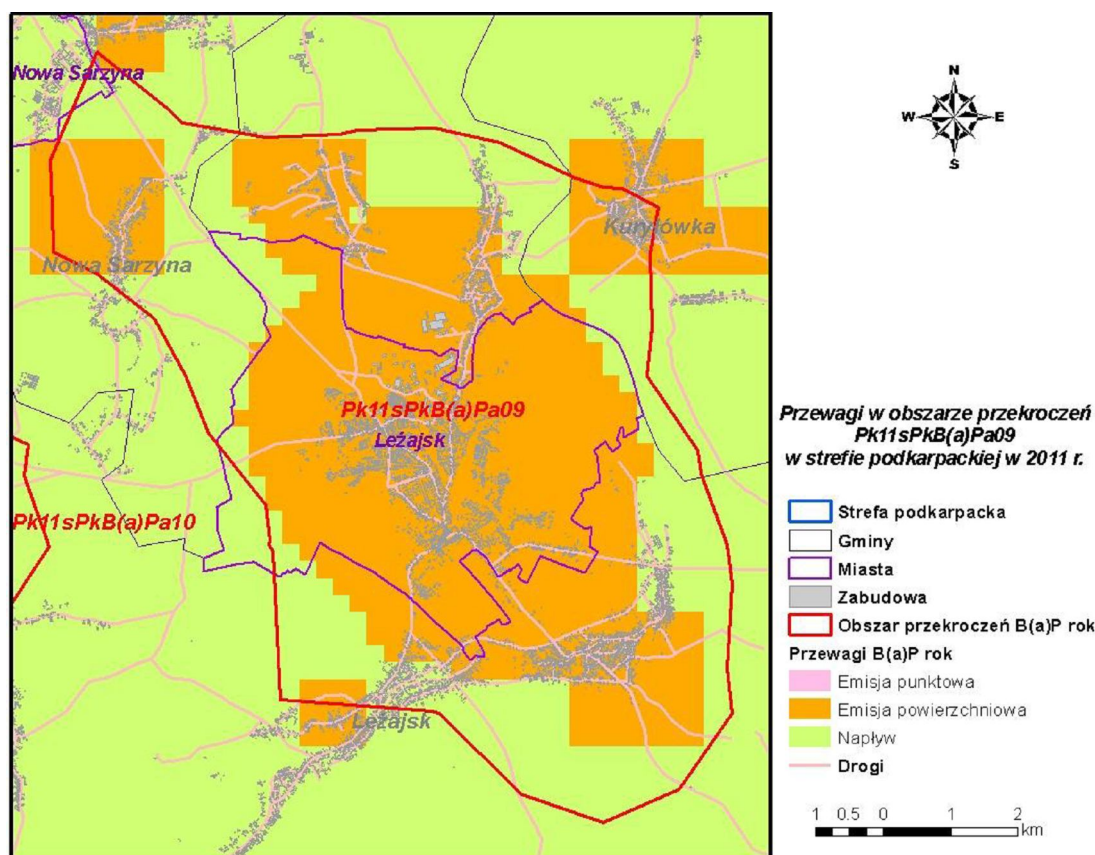 Nowa Sarzyna
Kuryłówka
Nowa Sarzyna
Pk11sPkB(a)Pa09
Leżajsk
Pk11sPkB(a)Pa10
Leżajsk
N
W E
S
Przewagi w obszarze przekroczeń
Pk11sPkB(a)Pa09
w strefie podkarpackiej w 2011 r.
Strefa podkarpacka
Gminy
Miasta
Zabudowa
Obszar przekroczeń B(a)P rok
Przewagi B(a)P rok
Emisja punktowa
Emisja powierzchniowa
Napływ
Drogi
1 0.5 0 1 2
km